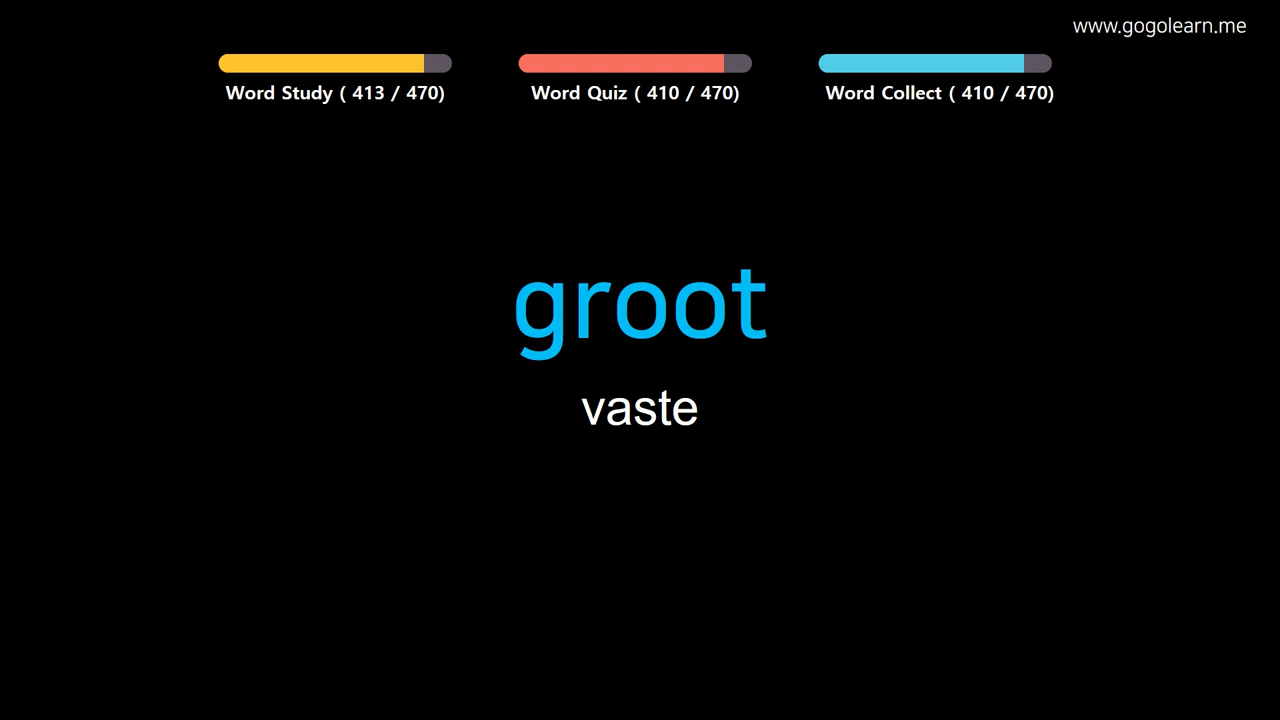 www.gogolearn.me
Word Study ( 413 / 470)
Word Quiz ( 410 / 470)
Word Collect ( 410 / 470)
groot
vaste